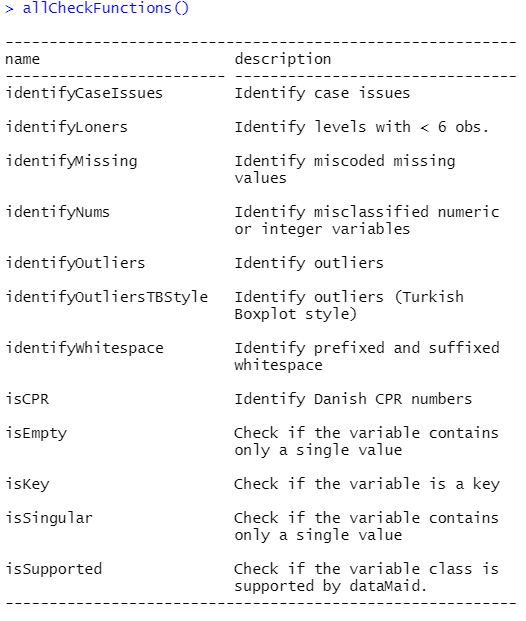 > allCheckFunctions()
-----------------------------------------------------------
name description
------------------------- --------------------------------
identifyCaseIssues Identify case issues
identifyLoners Identify levels with < 6 obs.
identifyMissing Identify miscoded missing
values
identifyNums Identify misclassified numeric
or integer variables
identifyOutliers Identify outliers
identifyOutliersTBStyle Identify outliers (Turkish
Boxplot style)
identifyWhitespace Identify prefixed and suffixed
whitespace
isCPR Identify Danish CPR numbers
isEmpty Check if the variable contains
only a single value
isKey Check if the variable is a key
isSingular Check if the variable contains
only a single value
isSupported Check if the variable class is
supported by dataMaid.
-----------------------------------------------------------